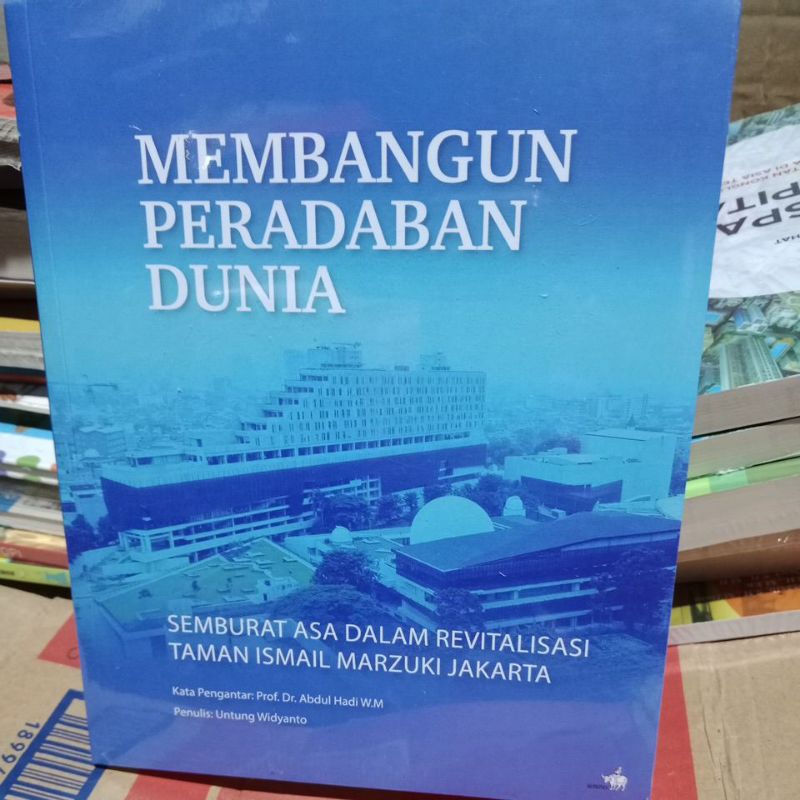 MEMBANGUN
PERADABAN
DUNIA
SEMBURAT ASA DALAM REVITALISASI
TAMAN ISMAIL MARZUKI JAKARTA
Kata Pengantar: Prof. Dr. Abdul Hadi W.M
Penulis: Untung Widyanto
1899